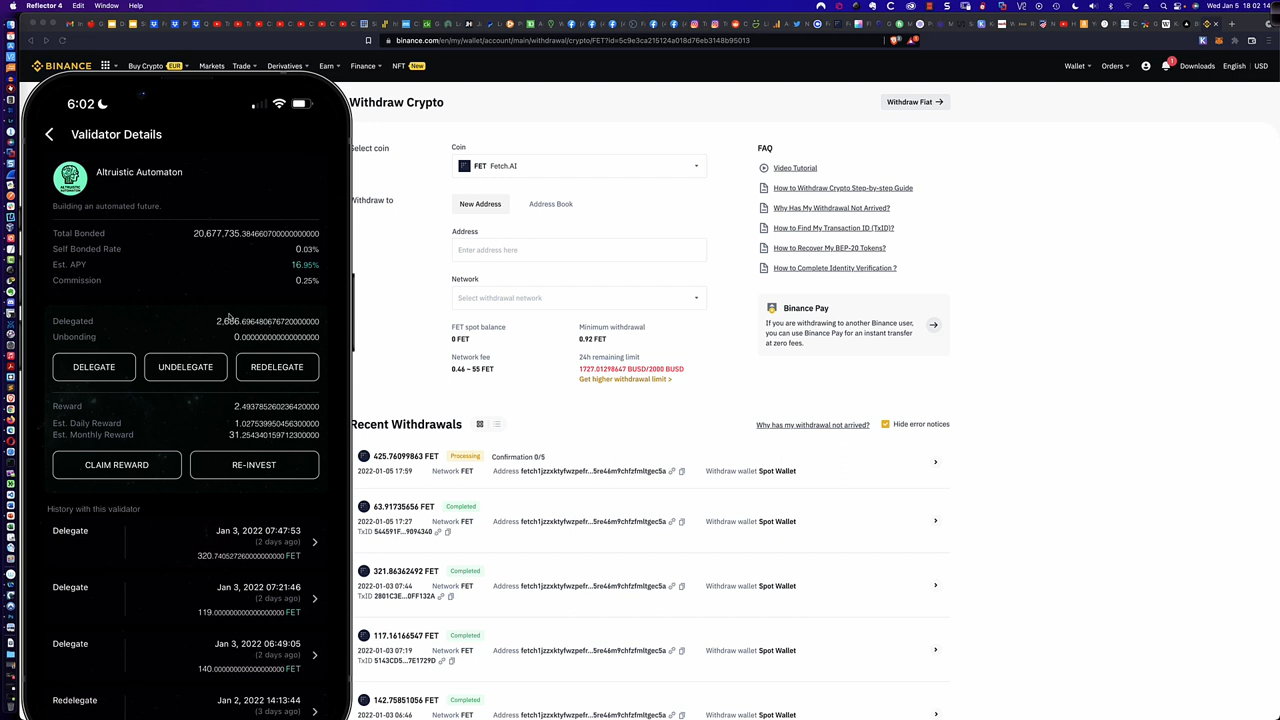 Reflector 4 Edit Window Help
Wed Jan 5 18 02 14
binance.com/en/my/wallet/account/main/withdrawal/crypto/FET?id=5c9e3ca215124a018d76eb3148b95013
BINANCE Buy Crypto EUR Markets Trade Derivatives Earn Finance NFT New Wallet Orders 1 Downloads English USD
6:02
Validator Details
Altruistic Automaton
ALTRUISTIC
AUTOMATON
Building an automated future.
Total Bonded 20,677,735.384660700000000000
Self Bonded Rate 0.03%
Est. APY 16.95%
Commission 0.25%
Delegated 2,686.696480676720000000
Unbonding 0.000000000000000000
DELEGATE UNDELEGATE REDELEGATE
Reward 2.493785260236420000
Est. Daily Reward 1.027539950456300000
Est. Monthly Reward 31.254340159712300000
CLAIM REWARD RE-INVEST
History with this validator
Delegate Jan 3, 2022 07:47:53
(2 days ago)
320.740527260000000000 FET
Delegate Jan 3, 2022 07:21:46
(2 days ago)
119.000000000000000000 FET
Delegate Jan 3, 2022 06:49:05
(2 days ago)
140.000000000000000000 FET
Redelegate Jan 2, 2022 14:13:44
(3 days ago)
Withdraw Crypto
Withdraw Fiat
Select coin
Coin
FET Fetch.AI
Withdraw to
New Address Address Book
Address
Enter address here
Network
Select withdrawal network
FET spot balance Minimum withdrawal
0 FET 0.92 FET
Network fee 24h remaining limit
0.46 ~ 55 FET 1727.01298647 BUSD/2000 BUSD
Get higher withdrawal limit >
FAQ
Video Tutorial
How to Withdraw Crypto Step-by-step Guide
Why Has My Withdrawal Not Arrived?
How to Find My Transaction ID (TxID)?
How to Recover My BEP-20 Tokens?
How to Complete Identity Verification ?
Binance Pay
If you are withdrawing to another Binance user,
you can use Binance Pay for an instant transfer
at zero fees.
Recent Withdrawals
Why has my withdrawal not arrived? Hide error notices
425.76099863 FET Processing Confirmation 0/5
2022-01-05 17:59 Network FET Address fetch1jzzxktyfwzpefr...5re46m9chfzfmltgec5a Withdraw wallet Spot Wallet
63.91735656 FET Completed
2022-01-05 17:27 Network FET Address fetch1jzzxktyfwzpefr...5re46m9chfzfmltgec5a Withdraw wallet Spot Wallet
TxID 544591F...9094340
321.86362492 FET Completed
2022-01-03 07:44 Network FET Address fetch1jzzxktyfwzpefr...5re46m9chfzfmltgec5a Withdraw wallet Spot Wallet
TxID 2801C3E...0FF132A
117.16166547 FET Completed
2022-01-03 07:19 Network FET Address fetch1jzzxktyfwzpefr...5re46m9chfzfmltgec5a Withdraw wallet Spot Wallet
TxID 5143CD5...7E1729D
142.75851056 FET Completed
2022-01-03 06:46 Network FET Address fetch1jzzxktyfwzpefr...5re46m9chfzfmltgec5a Withdraw wallet Spot Wallet